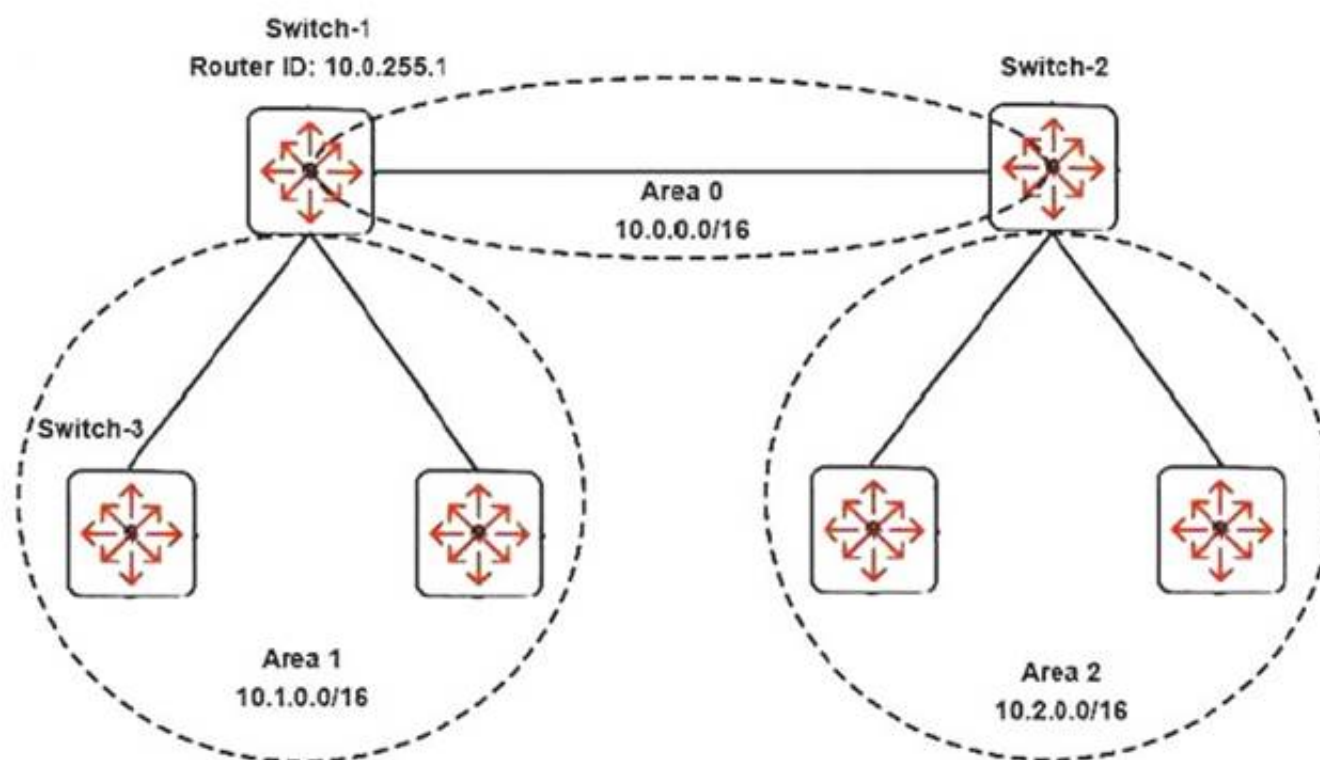 Switch-1
Router ID: 10.0.255.1
Switch-2
Area 0
10.0.0.0/16
Switch-3
Area 1
10.1.0.0/16
Area 2
10.2.0.0/16